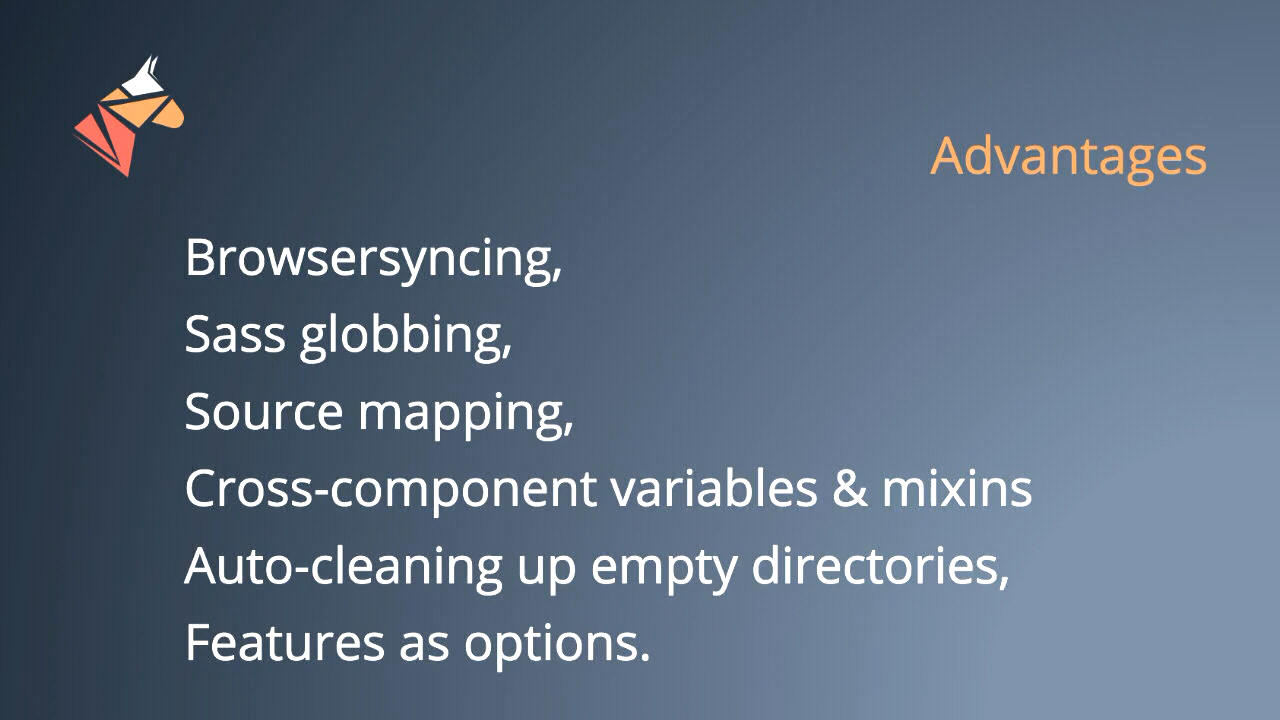 Advantages
Browsersyncing,
Sass globbing,
Source mapping,
Cross-component variables & mixins
Auto-cleaning up empty directories,
Features as options.